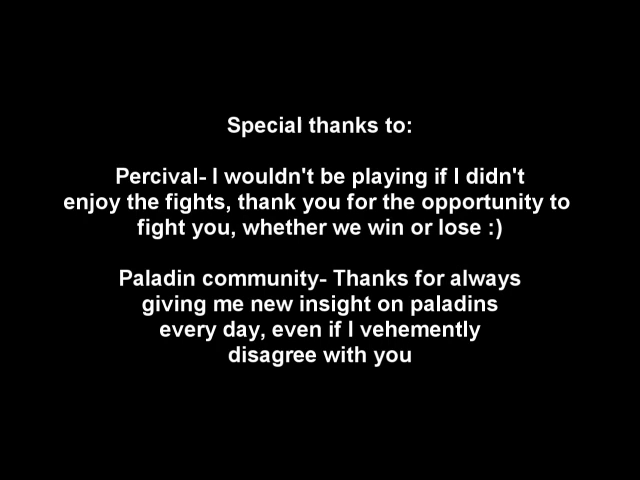 Special thanks to:
Percival- I wouldn't be playing if I didn't
enjoy the fights, thank you for the opportunity to
fight you, whether we win or lose :)
Paladin community- Thanks for always
giving me new insight on paladins
every day, even if I vehemently
disagree with you